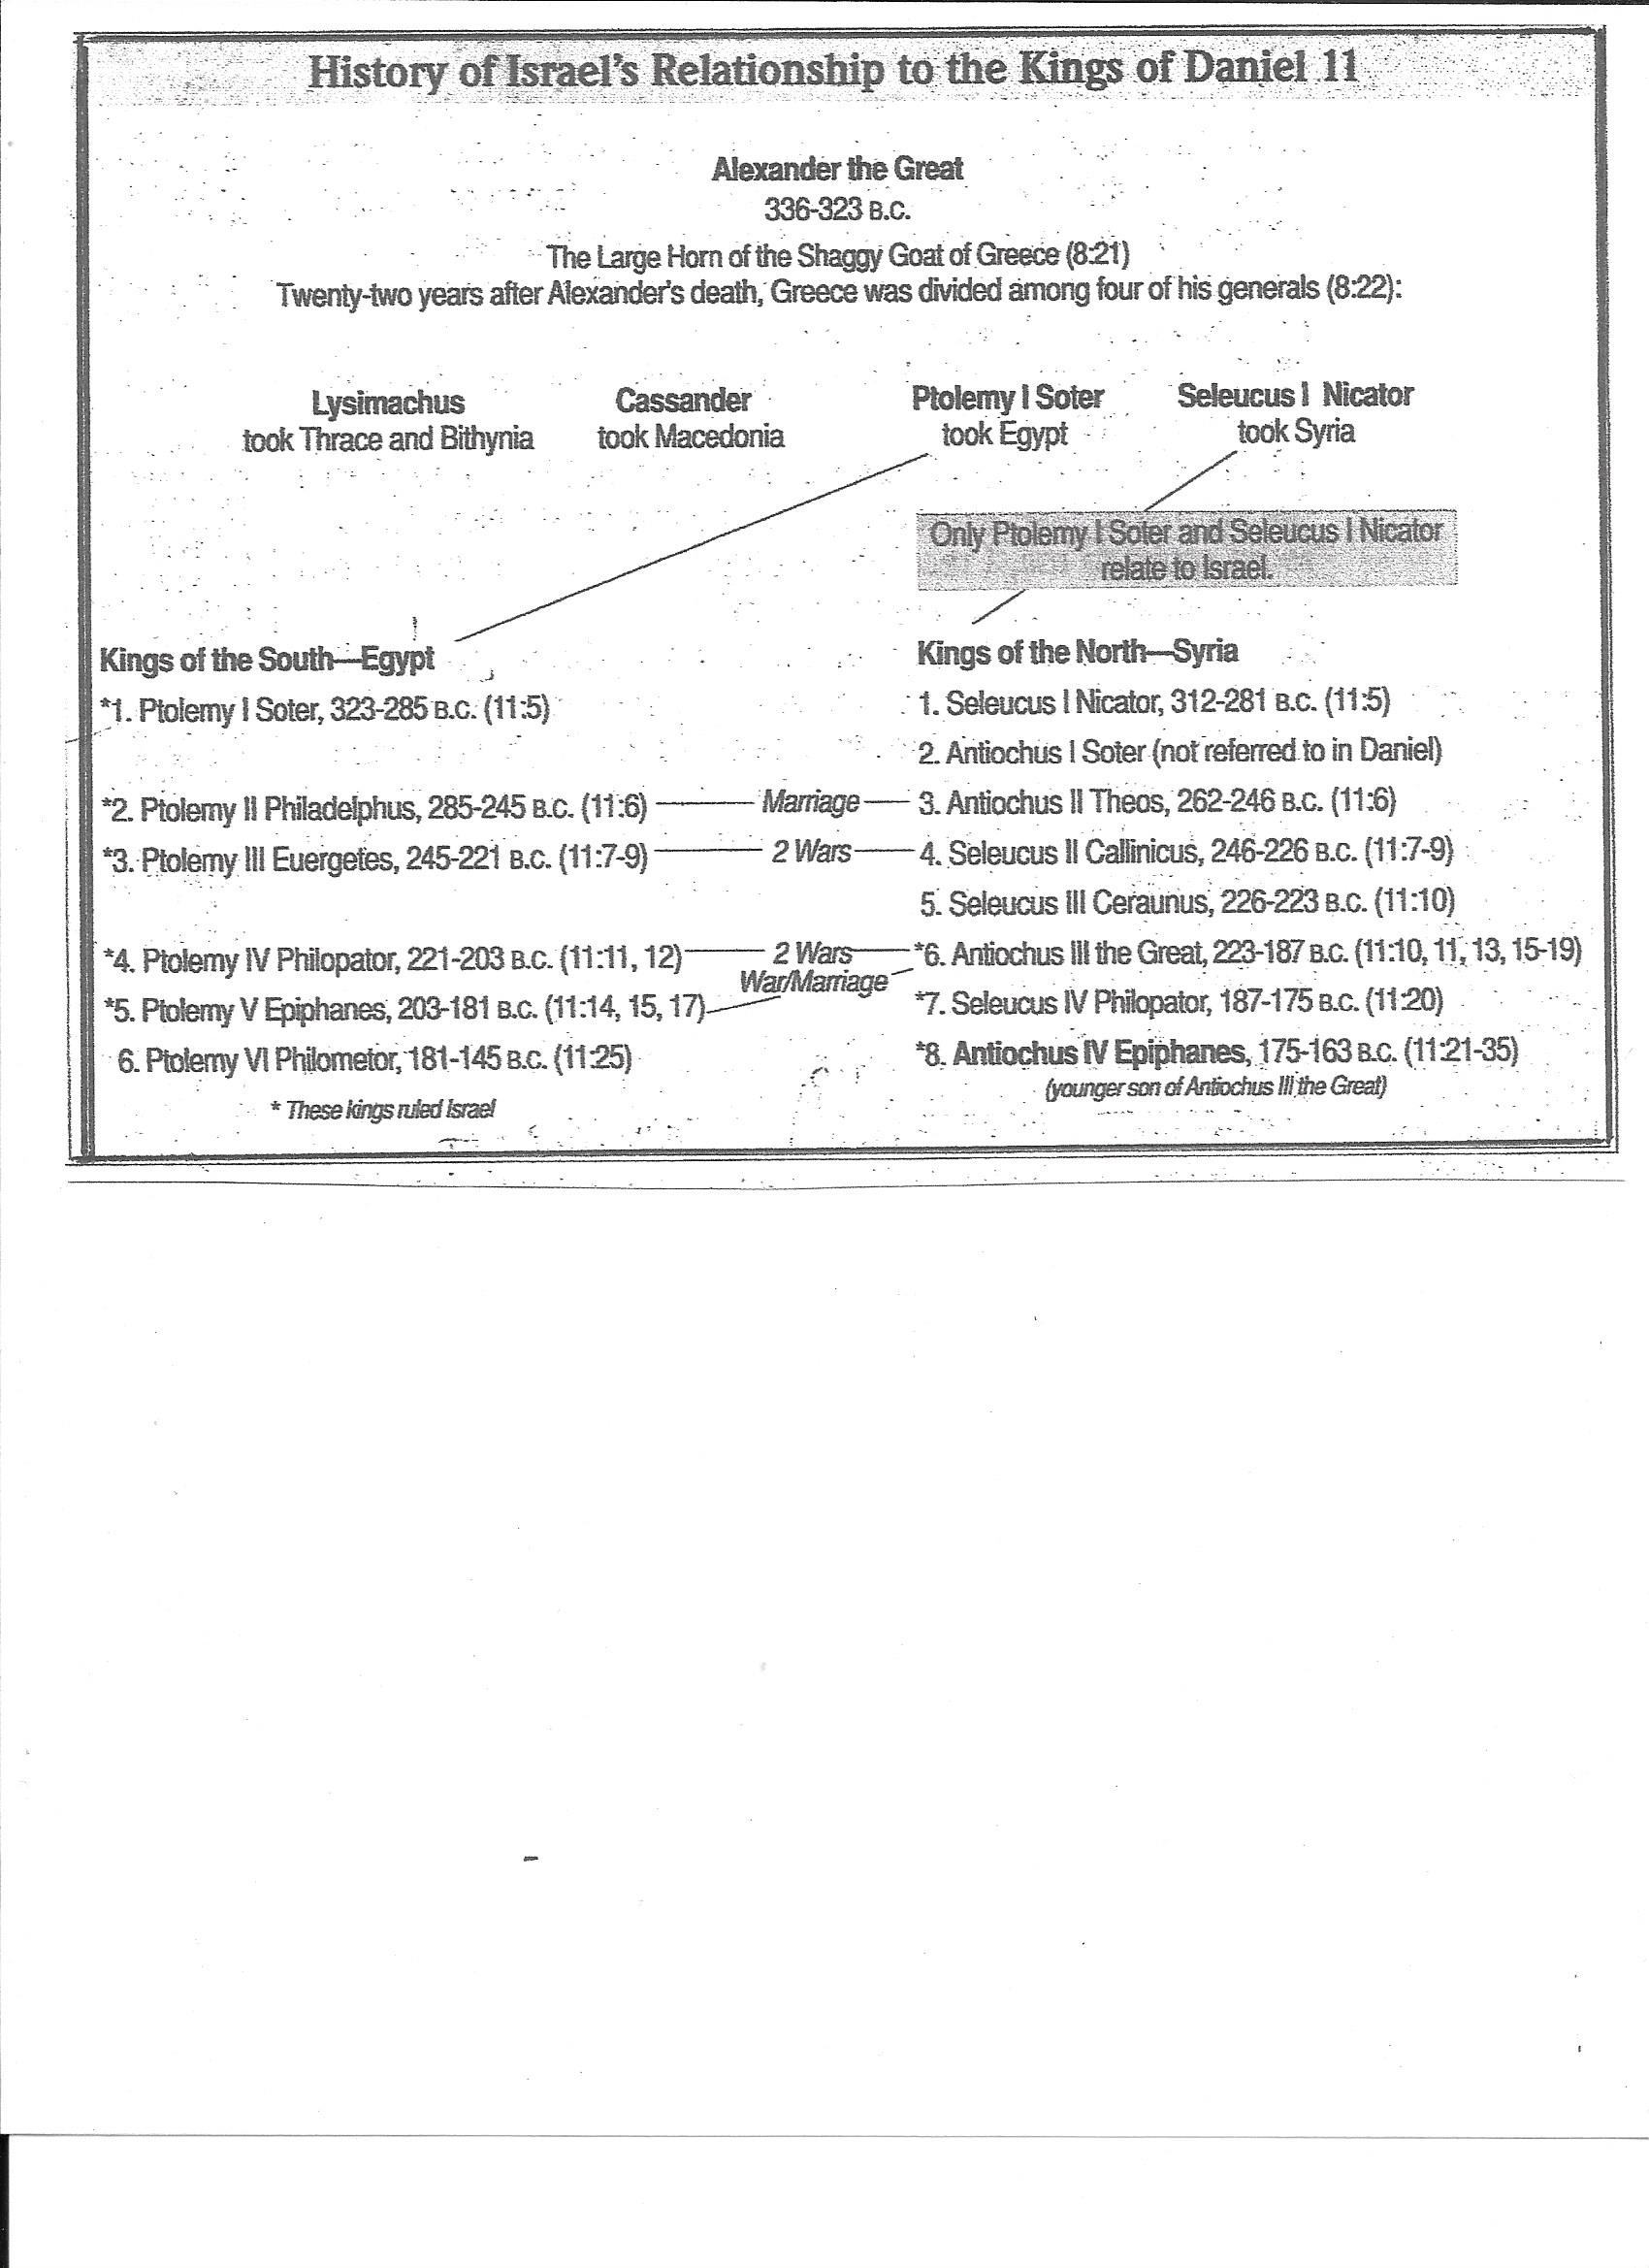 History of Israel's Relationship to the Kings of Daniel 11
Alexander the Great
336-323 B.C.
The Large Horn of the Shaggy Goat of Greece (8:21)
Twenty-two years after Alexander's death, Greece was divided among four of his generals (8:22):
Lysimachus
took Thrace and Bithynia
Cassander
took Macedonia
Ptolemy I Soter
took Egypt
Seleucus I Nicator
took Syria
Only Ptolemy I Soter and Seleucus I Nicator
relate to Israel.
Kings of the South—Egypt
*1. Ptolemy I Soter, 323-285 B.C. (11:5)
*2. Ptolemy II Philadelphus, 285-245 B.C. (11:6)
*3. Ptolemy III Euergetes, 245-221 B.C. (11:7-9)
*4. Ptolemy IV Philopator, 221-203 B.C. (11:11, 12)
*5. Ptolemy V Epiphanes, 203-181 B.C. (11:14, 15, 17)
6. Ptolemy VI Philometor, 181-145 B.C. (11:25)
* These kings ruled Israel
Marriage
2 Wars
2 Wars
War/Marriage
Kings of the North—Syria
1. Seleucus I Nicator, 312-281 B.C. (11:5)
2. Antiochus I Soter (not referred to in Daniel)
3. Antiochus II Theos, 262-246 B.C. (11:6)
4. Seleucus II Callinicus, 246-226 B.C. (11:7-9)
5. Seleucus III Ceraunus, 226-223 B.C. (11:10)
*6. Antiochus III the Great, 223-187 B.C. (11:10, 11, 13, 15-19)
*7. Seleucus IV Philopator, 187-175 B.C. (11:20)
*8. Antiochus IV Epiphanes, 175-163 B.C. (11:21-35)
(younger son of Antiochus III the Great)